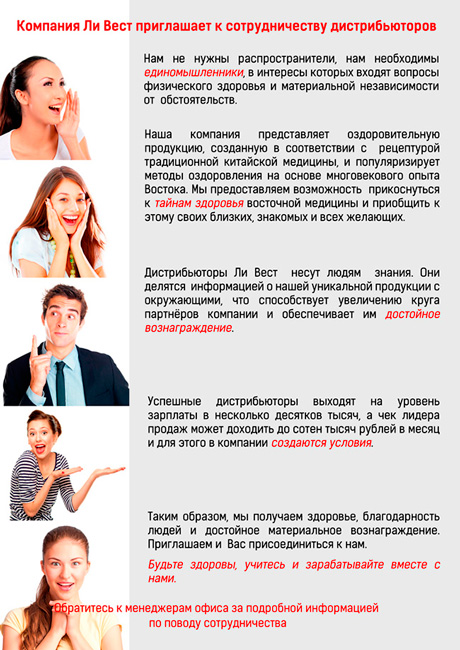 Компания Ли Вест приглашает к сотрудничеству дистрибьюторов
Нам не нужны распространители, нам необходимы
единомышленники, в интересы которых входят вопросы
физического здоровья и материальной независимости
от обстоятельств.
Наша компания представляет оздоровительную
продукцию, созданную в соответствии с рецептурой
традиционной китайской медицины, и популяризирует
методы оздоровления на основе многовекового опыта
Востока. Мы предоставляем возможность прикоснуться
к тайнам здоровья восточной медицины и приобщить к
этому своих близких, знакомых и всех желающих.
Дистрибьюторы Ли Вест несут людям знания. Они
делятся информацией о нашей уникальной продукции с
окружающими, что способствует увеличению круга
партнёров компании и обеспечивает им достойное
вознаграждение.
Успешные дистрибьюторы выходят на уровень
зарплаты в несколько десятков тысяч, а чек лидера
продаж может доходить до сотен тысяч рублей в месяц
и для этого в компании создаются условия.
Таким образом, мы получаем здоровье, благодарность
людей и достойное материальное вознаграждение.
Приглашаем и Вас присоединиться к нам.
Будьте здоровы, учитесь и зарабатывайте вместе с
нами.
Обратитесь к менеджерам офиса за подробной информацией
по поводу сотрудничества